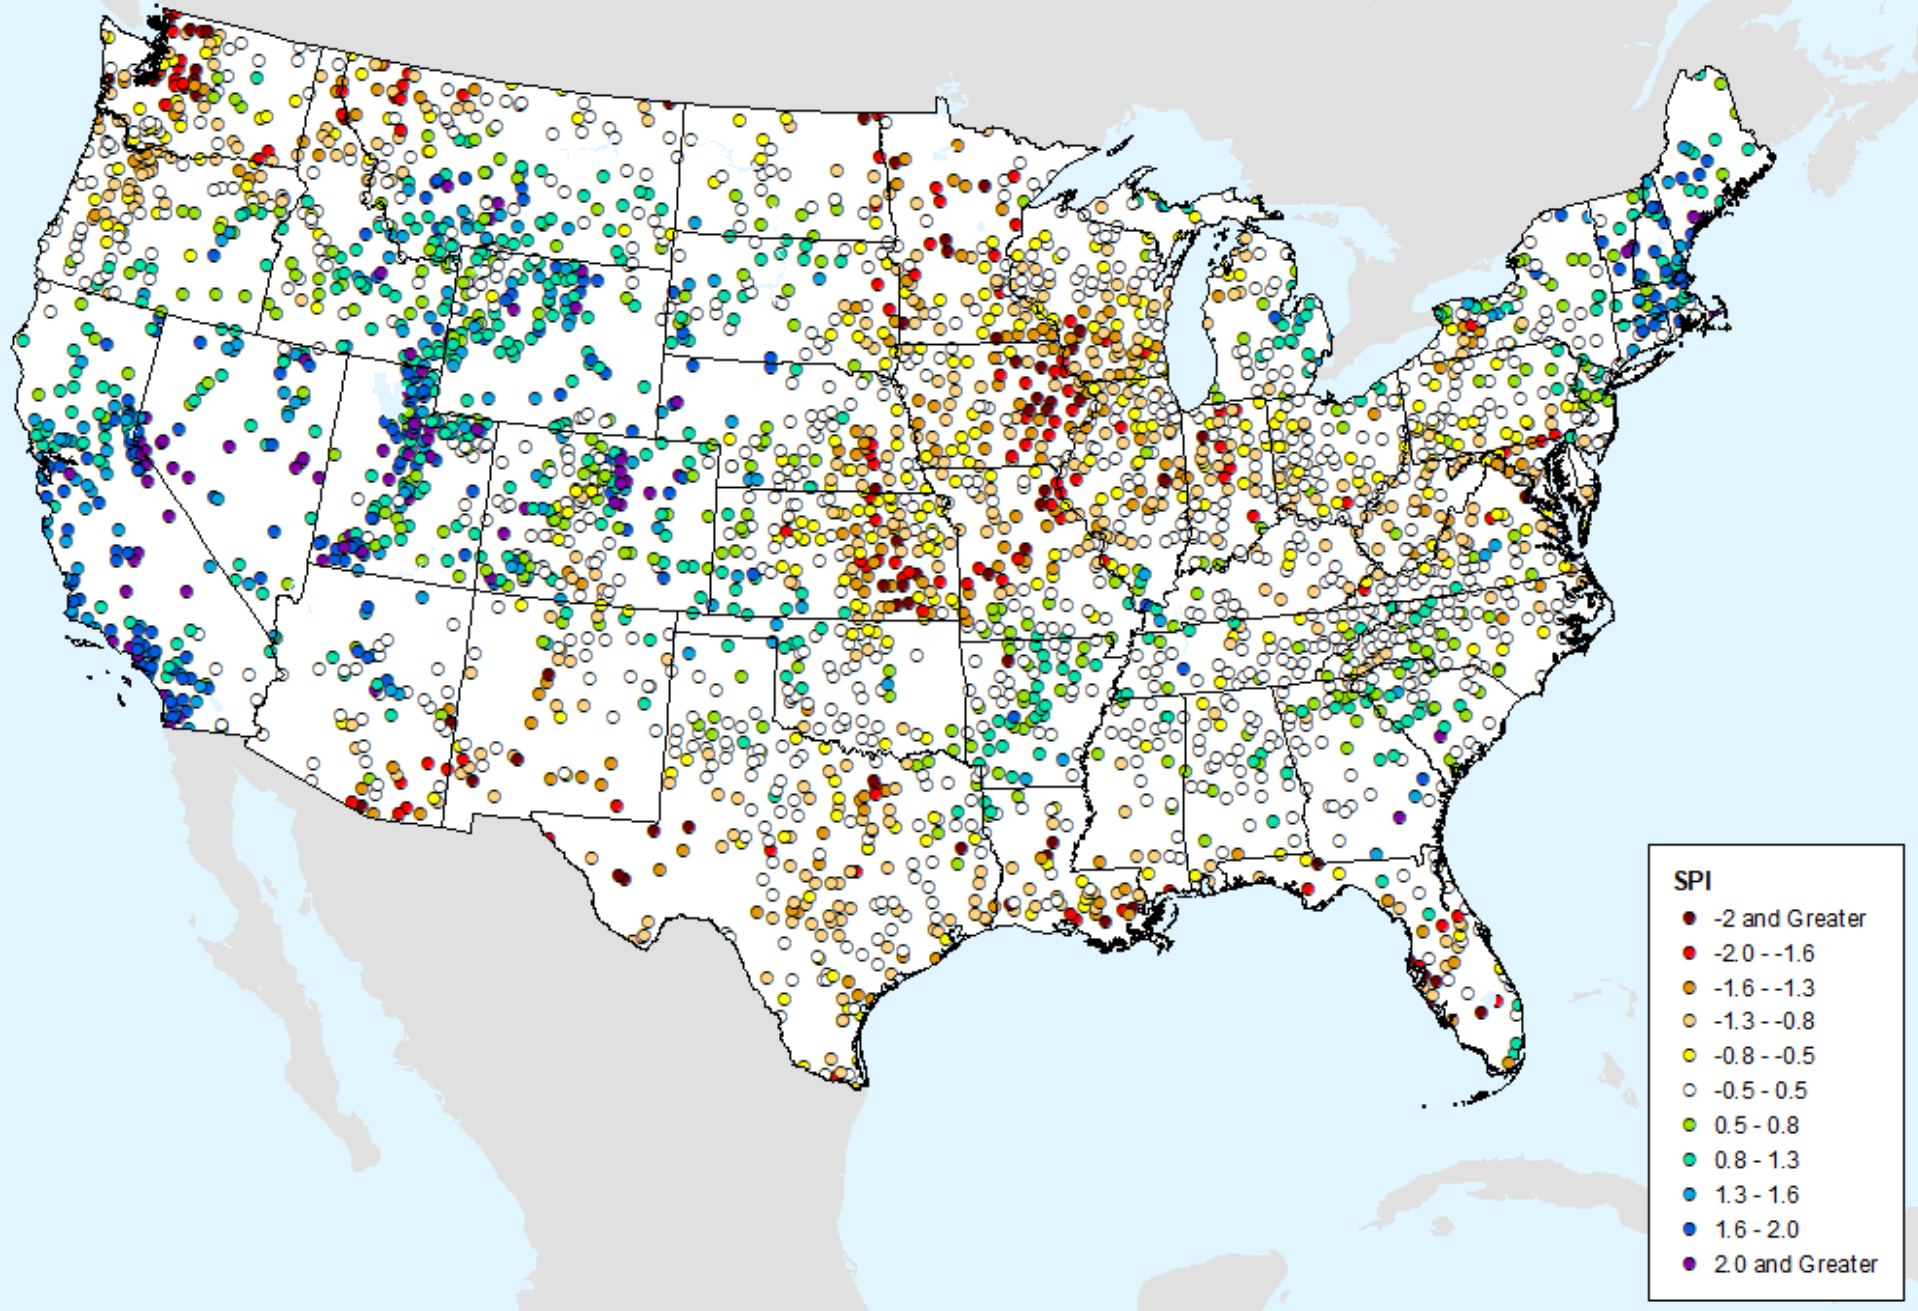 SPI
-2 and Greater
-2.0 - -1.6
-1.6 - -1.3
-1.3 - -0.8
-0.8 - -0.5
-0.5 - 0.5
0.5 - 0.8
0.8 - 1.3
1.3 - 1.6
1.6 - 2.0
2.0 and Greater